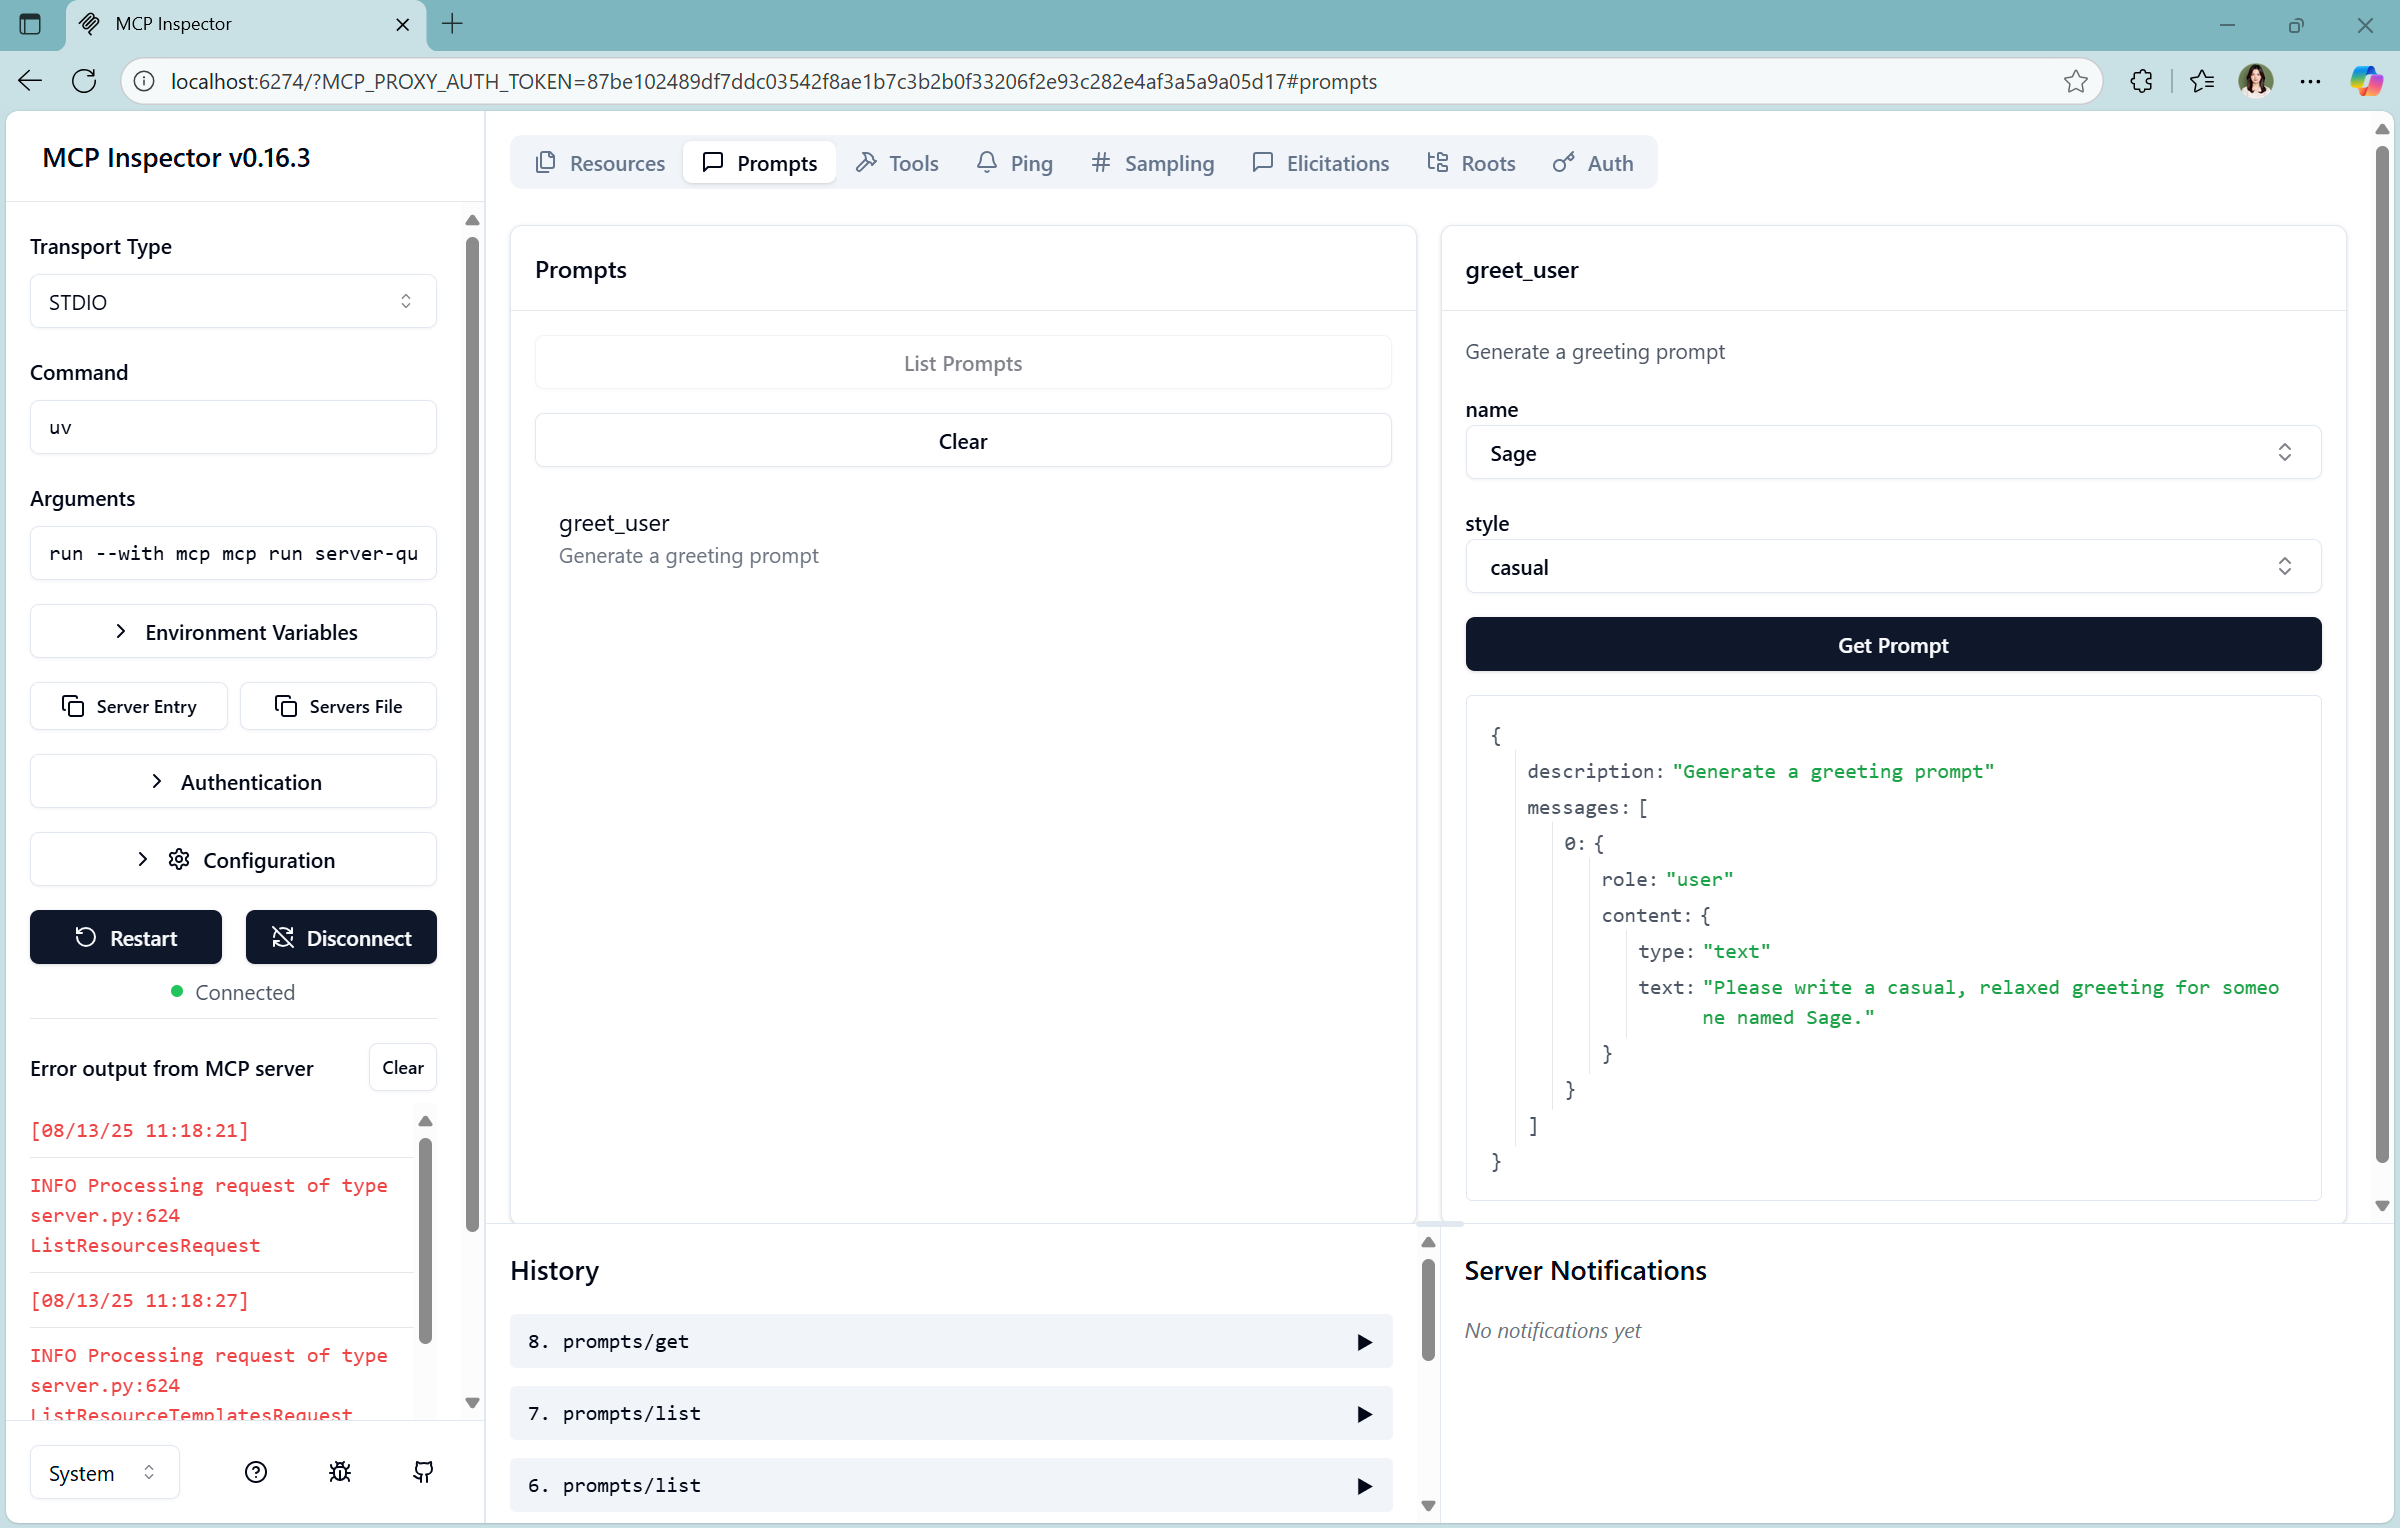 MCP Inspector
localhost:6274/?MCP_PROXY_AUTH_TOKEN=87be102489df7ddc03542f8ae1b7c3b2b0f33206f2e93c282e4af3a5a9a05d17#prompts
MCP Inspector v0.16.3
Transport Type
STDIO
Command
uv
Arguments
run --with mcp mcp run server-qu
Environment Variables
Server Entry
Servers File
Authentication
Configuration
Restart
Disconnect
Connected
Error output from MCP server
Clear
[08/13/25 11:18:21]
INFO Processing request of type
server.py:624
ListResourcesRequest
[08/13/25 11:18:27]
INFO Processing request of type
server.py:624
ListResourceTemplatesRequest
System
Resources
Prompts
Tools
Ping
Sampling
Elicitations
Roots
Auth
Prompts
List Prompts
Clear
greet_user
Generate a greeting prompt
greet_user
Generate a greeting prompt
name
Sage
style
casual
Get Prompt
{
description: "Generate a greeting prompt"
messages: [
0: {
role: "user"
content: {
type: "text"
text: "Please write a casual, relaxed greeting for someo
ne named Sage."
}
}
]
}
History
8. prompts/get
7. prompts/list
6. prompts/list
Server Notifications
No notifications yet